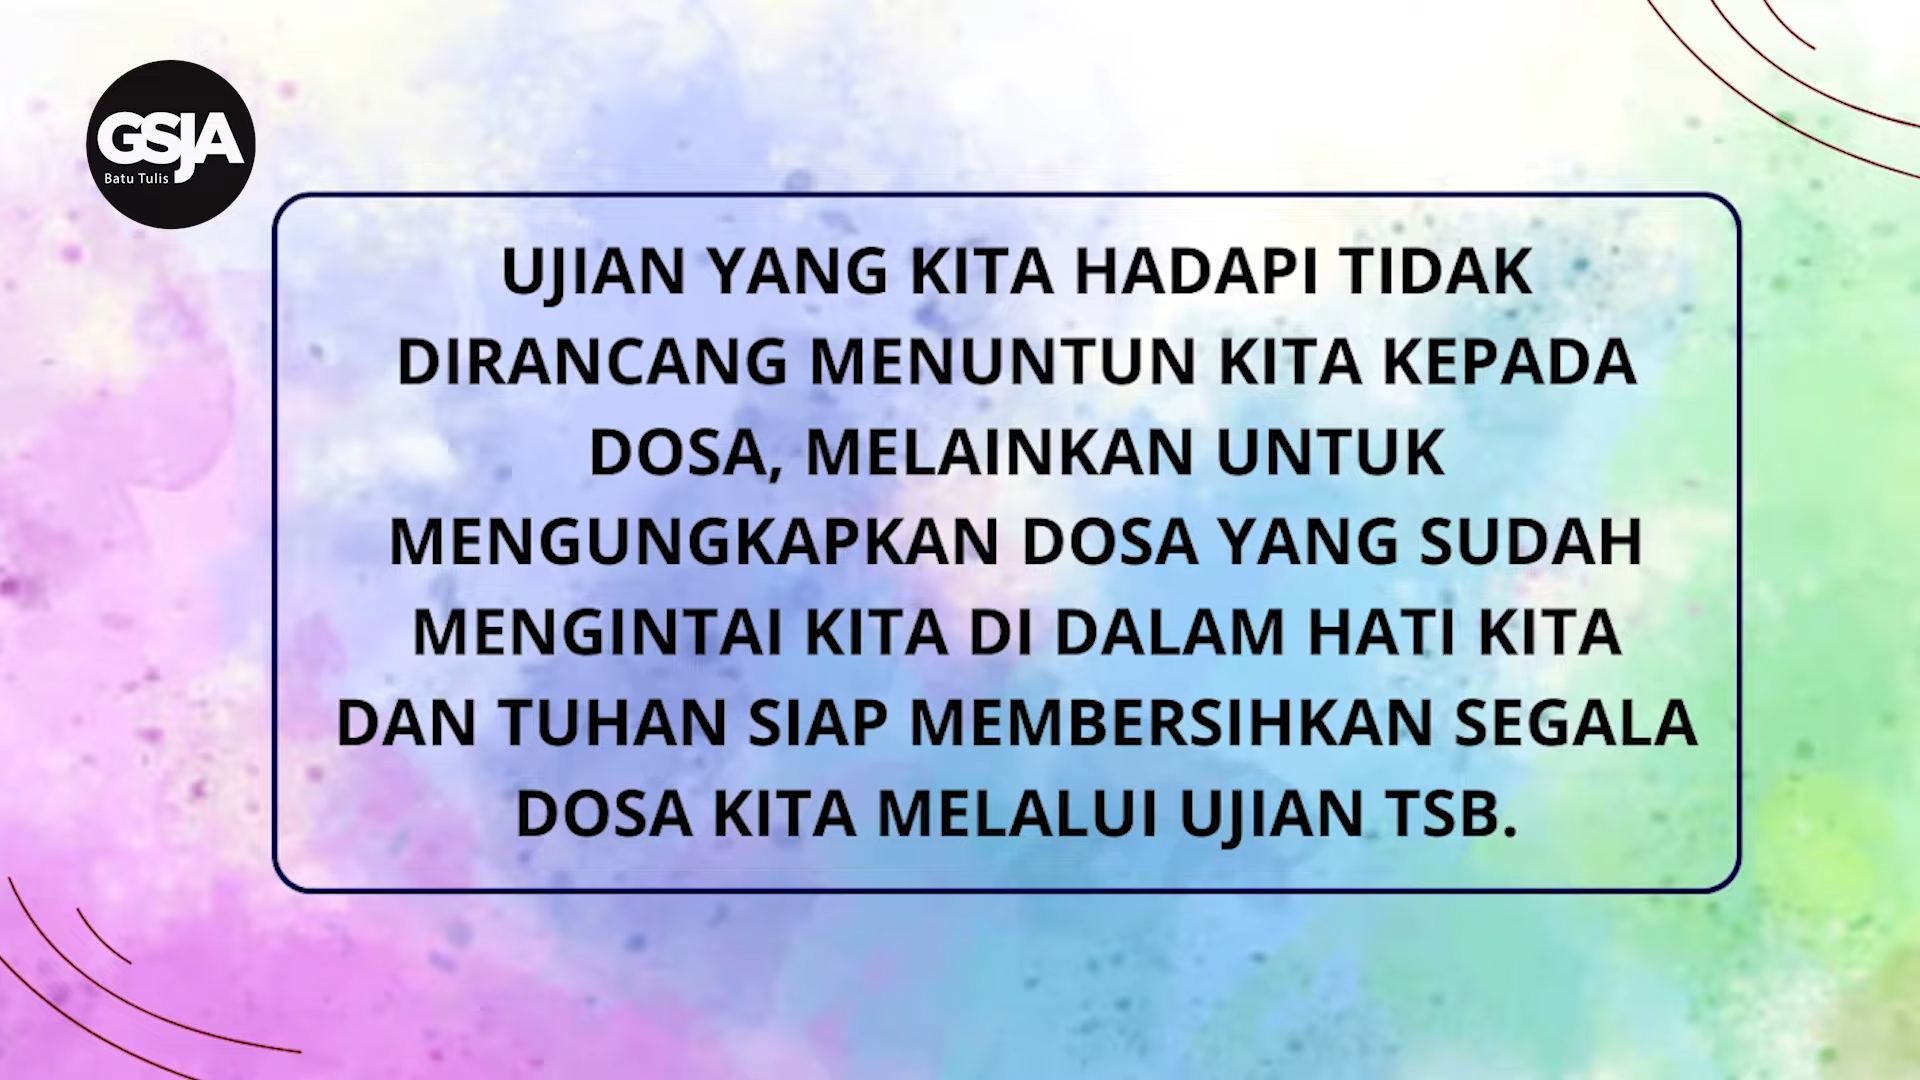 GSJA
Batu Tulis
UJIAN YANG KITA HADAPI TIDAK
DIRANCANG MENUNTUN KITA KEPADA
DOSA, MELAINKAN UNTUK
MENGUNGKAPKAN DOSA YANG SUDAH
MENGINTAI KITA DI DALAM HATI KITA
DAN TUHAN SIAP MEMBERSIHKAN SEGALA
DOSA KITA MELALUI UJIAN TSB.